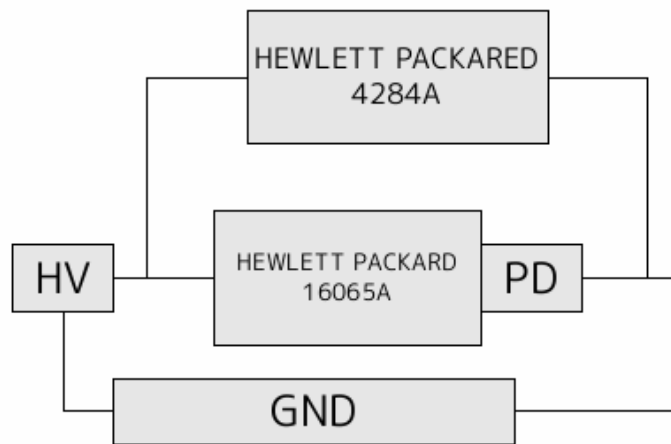 HEWLETT PACKARED
4284A
HV
HEWLETT PACKARD
16065A
PD
GND